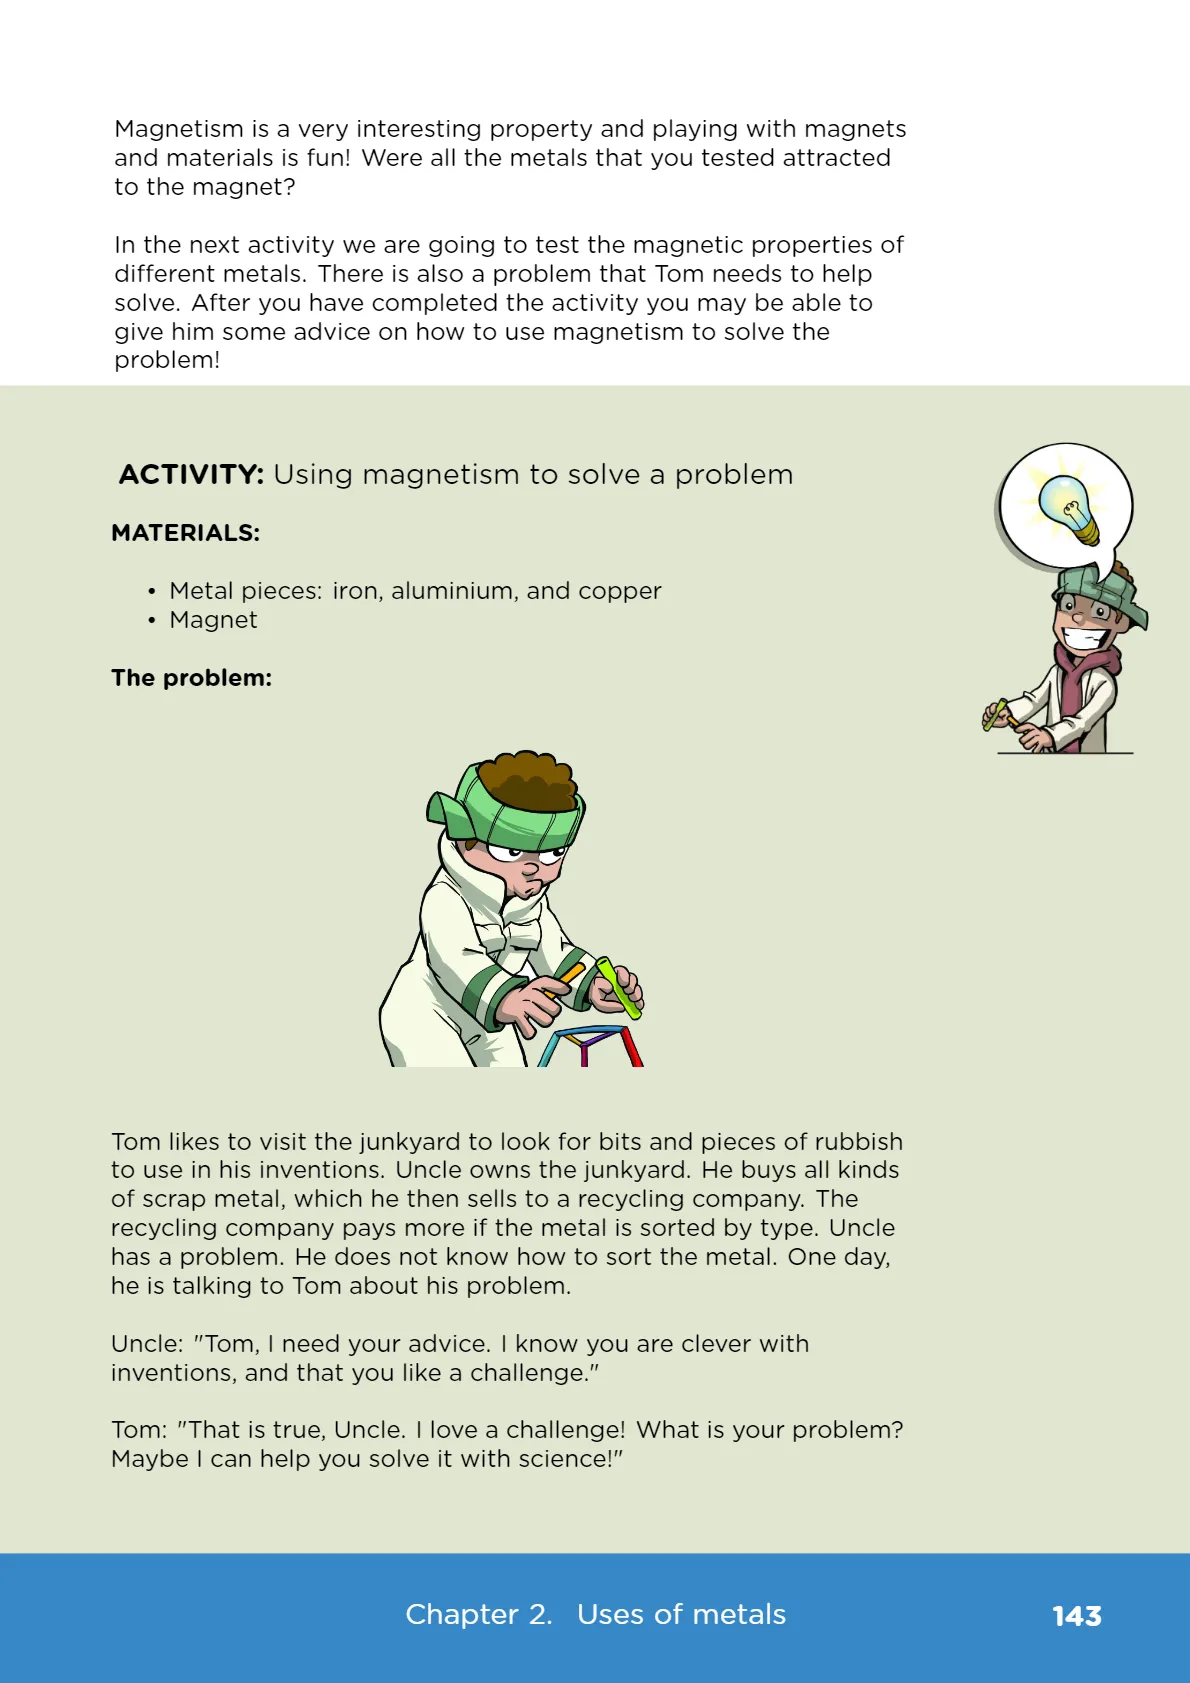 Magnetism is a very interesting property and playing with magnets
and materials is fun! Were all the metals that you tested attracted
to the magnet?
In the next activity we are going to test the magnetic properties of
different metals. There is also a problem that Tom needs to help
solve. After you have completed the activity you may be able to
give him some advice on how to use magnetism to solve the
problem!
ACTIVITY: Using magnetism to solve a problem
MATERIALS:
• Metal pieces: iron, aluminium, and copper
• Magnet
The problem:
Tom likes to visit the junkyard to look for bits and pieces of rubbish
to use in his inventions. Uncle owns the junkyard. He buys all kinds
of scrap metal, which he then sells to a recycling company. The
recycling company pays more if the metal is sorted by type. Uncle
has a problem. He does not know how to sort the metal. One day,
he is talking to Tom about his problem.
Uncle: "Tom, I need your advice. I know you are clever with
inventions, and that you like a challenge."
Tom: "That is true, Uncle. I love a challenge! What is your problem?
Maybe I can help you solve it with science!"
Chapter 2. Uses of metals
143